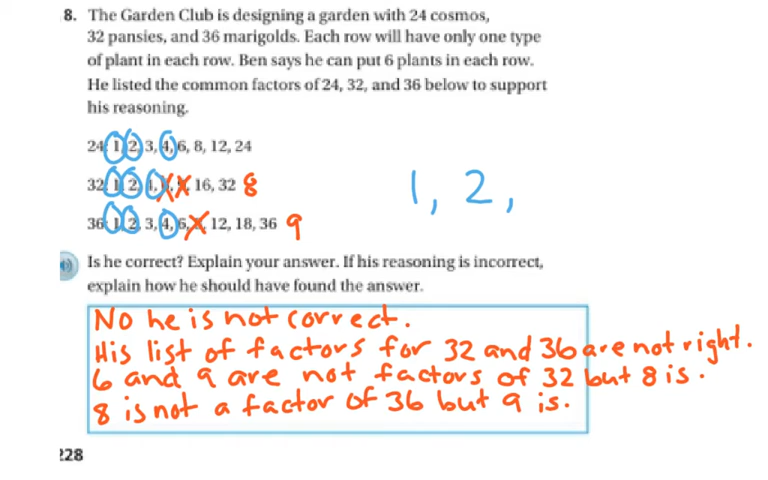 8. The Garden Club is designing a garden with 24 cosmos,
32 pansies, and 36 marigolds. Each row will have only one type
of plant in each row. Ben says he can put 6 plants in each row.
He listed the common factors of 24, 32, and 36 below to support
his reasoning.
24: 1, 2, 3, 4, 6, 8, 12, 24
32: 1, 2, 4, 16, 32 8
36: 1, 2, 3, 4, 6, 12, 18, 36 9
1, 2,
Is he correct? Explain your answer. If his reasoning is incorrect,
explain how he should have found the answer.
No he is not correct.
His list of factors for 32 and 36 are not right.
6 and 9 are not factors of 32 but 8 is.
8 is not a factor of 36 but 9 is.
228